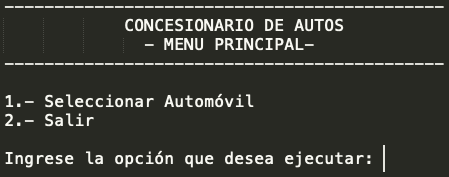 --------------------------------------------
CONCESIONARIO DE AUTOS
- MENU PRINCIPAL-
--------------------------------------------
1.- Seleccionar Automóvil
2.- Salir
Ingrese la opción que desea ejecutar: